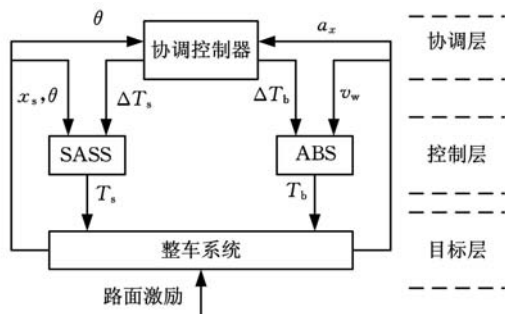 θ
协调控制器
a_x
协调层
x_s,θ
ΔT_s
ΔT_b
v_w
SASS
ABS
控制层
T_s
T_b
整车系统
目标层
路面激励